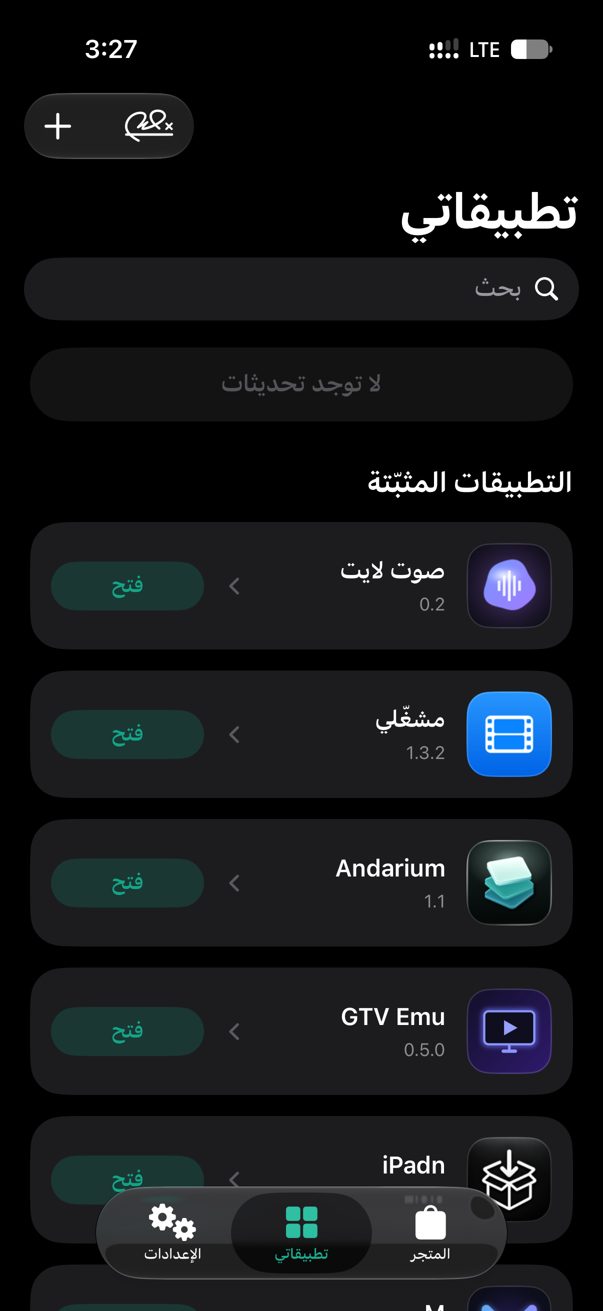 3:27
LTE
تطبيقاتي
بحث
لا توجد تحديثات
التطبيقات المثبّتة
صوت لايت
0.2
فتح
مشغّلي
1.3.2
فتح
Andarium
1.1
فتح
GTV Emu
0.5.0
فتح
iPadn
فتح
المتجر
تطبيقاتي
الإعدادات